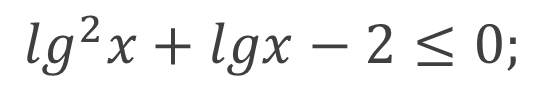 lg²x + lgx − 2 ≤ 0;